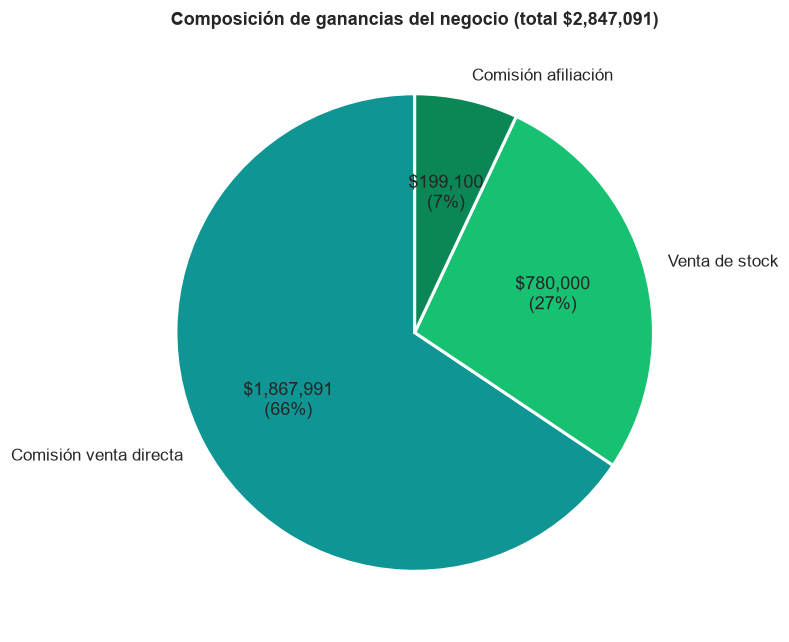 Composición de ganancias del negocio (total $2,847,091)
Comisión afiliación
$199,100
(7%)
Venta de stock
$780,000
(27%)
$1,867,991
(66%)
Comisión venta directa